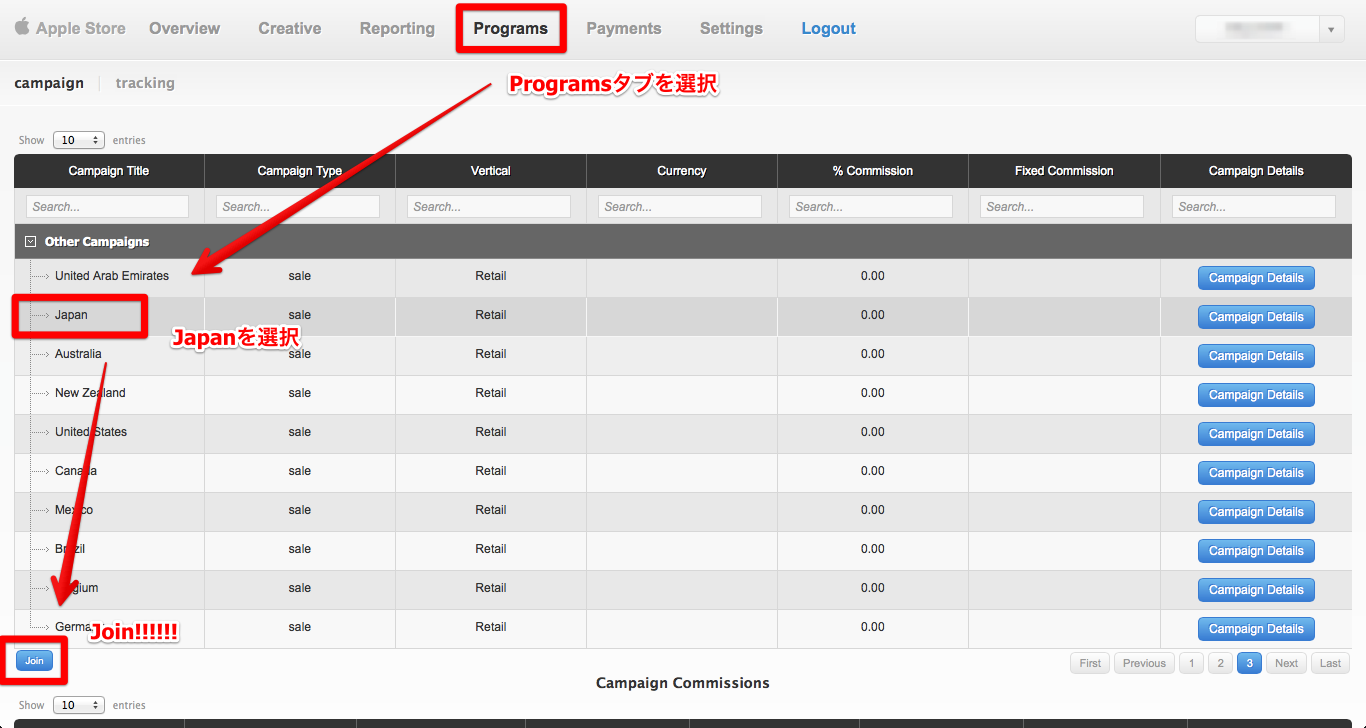 Apple Store Overview Creative Reporting Programs Payments Settings Logout
campaign tracking
Programsタブを選択
Show 10 entries
Campaign Title Campaign Type Vertical Currency % Commission Fixed Commission Campaign Details
Search... Search... Search... Search... Search... Search... Search...
Other Campaigns
United Arab Emirates sale Retail 0.00 Campaign Details
Japan sale Retail 0.00 Campaign Details
Japanを選択
Australia sale Retail 0.00 Campaign Details
New Zealand sale Retail 0.00 Campaign Details
United States sale Retail 0.00 Campaign Details
Canada sale Retail 0.00 Campaign Details
Mexico sale Retail 0.00 Campaign Details
Brazil sale Retail 0.00 Campaign Details
Belgium sale Retail 0.00 Campaign Details
Germany sale Retail 0.00 Campaign Details
Join!!!!!!
Join First Previous 1 2 3 Next Last
Campaign Commissions
Show 10 entries